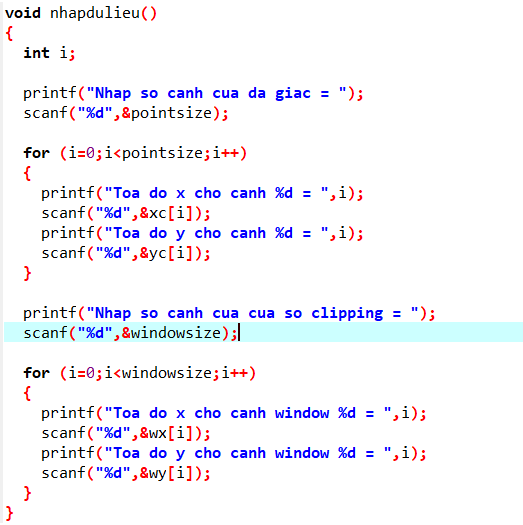 void nhapdulieu()
{
  int i;

  printf("Nhap so canh cua da giac = ");
  scanf("%d",&pointsize);

  for (i=0;i<pointsize;i++)
  {
    printf("Toa do x cho canh %d = ",i);
    scanf("%d",&xc[i]);
    printf("Toa do y cho canh %d = ",i);
    scanf("%d",&yc[i]);
  }

  printf("Nhap so canh cua cua so clipping = ");
  scanf("%d",&windowsize);

  for (i=0;i<windowsize;i++)
  {
    printf("Toa do x cho canh window %d = ",i);
    scanf("%d",&wx[i]);
    printf("Toa do y cho canh window %d = ",i);
    scanf("%d",&wy[i]);
  }
}